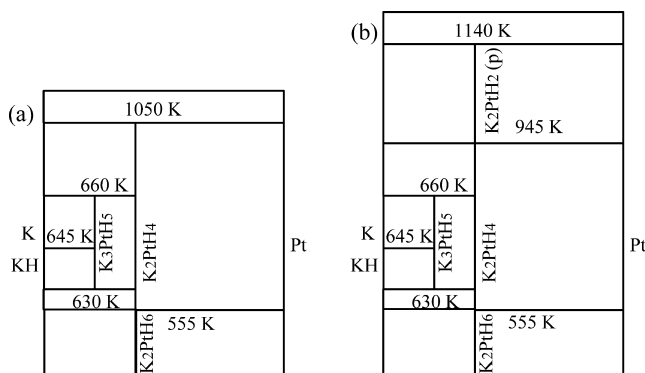 (a)
1050 K
660 K
K
645 K
KH
K3PtH5
K2PtH4
Pt
630 K
555 K
K2PtH6
(b)
1140 K
K2PtH2 (p)
945 K
660 K
K
645 K
KH
K3PtH5
K2PtH4
Pt
630 K
555 K
K2PtH6